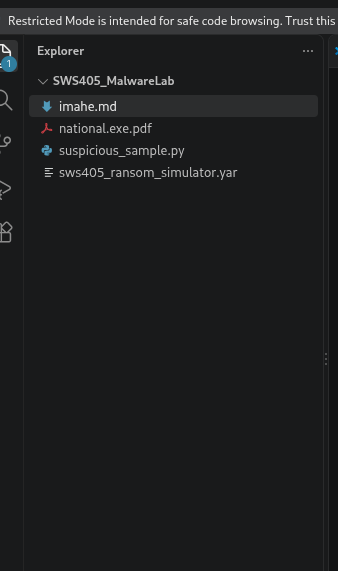 Restricted Mode is intended for safe code browsing. Trust this
Explorer
1
SWS405_MalwareLab
imahe.md
national.exe.pdf
suspicious_sample.py
sws405_ransom_simulator.yar